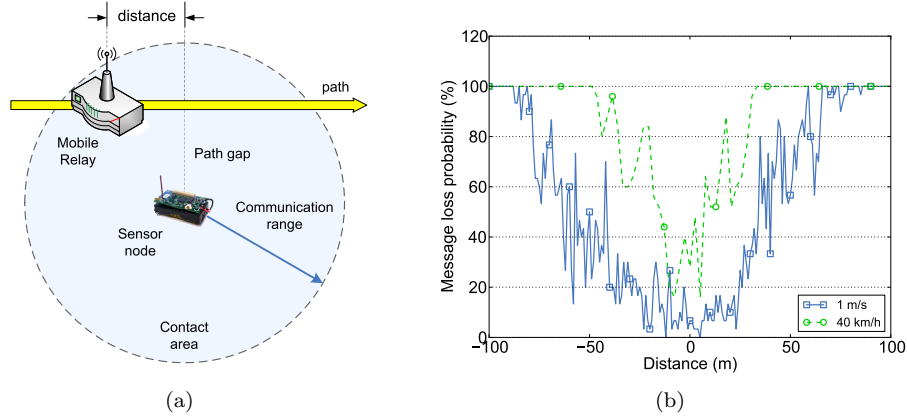 distance
path
Mobile
Relay
Path gap
Communication
range
Sensor
node
Contact
area
(a)
Message loss probability (%)
120
100
80
60
40
20
0
−100
−50
0
50
100
Distance (m)
1 m/s
40 km/h
(b)